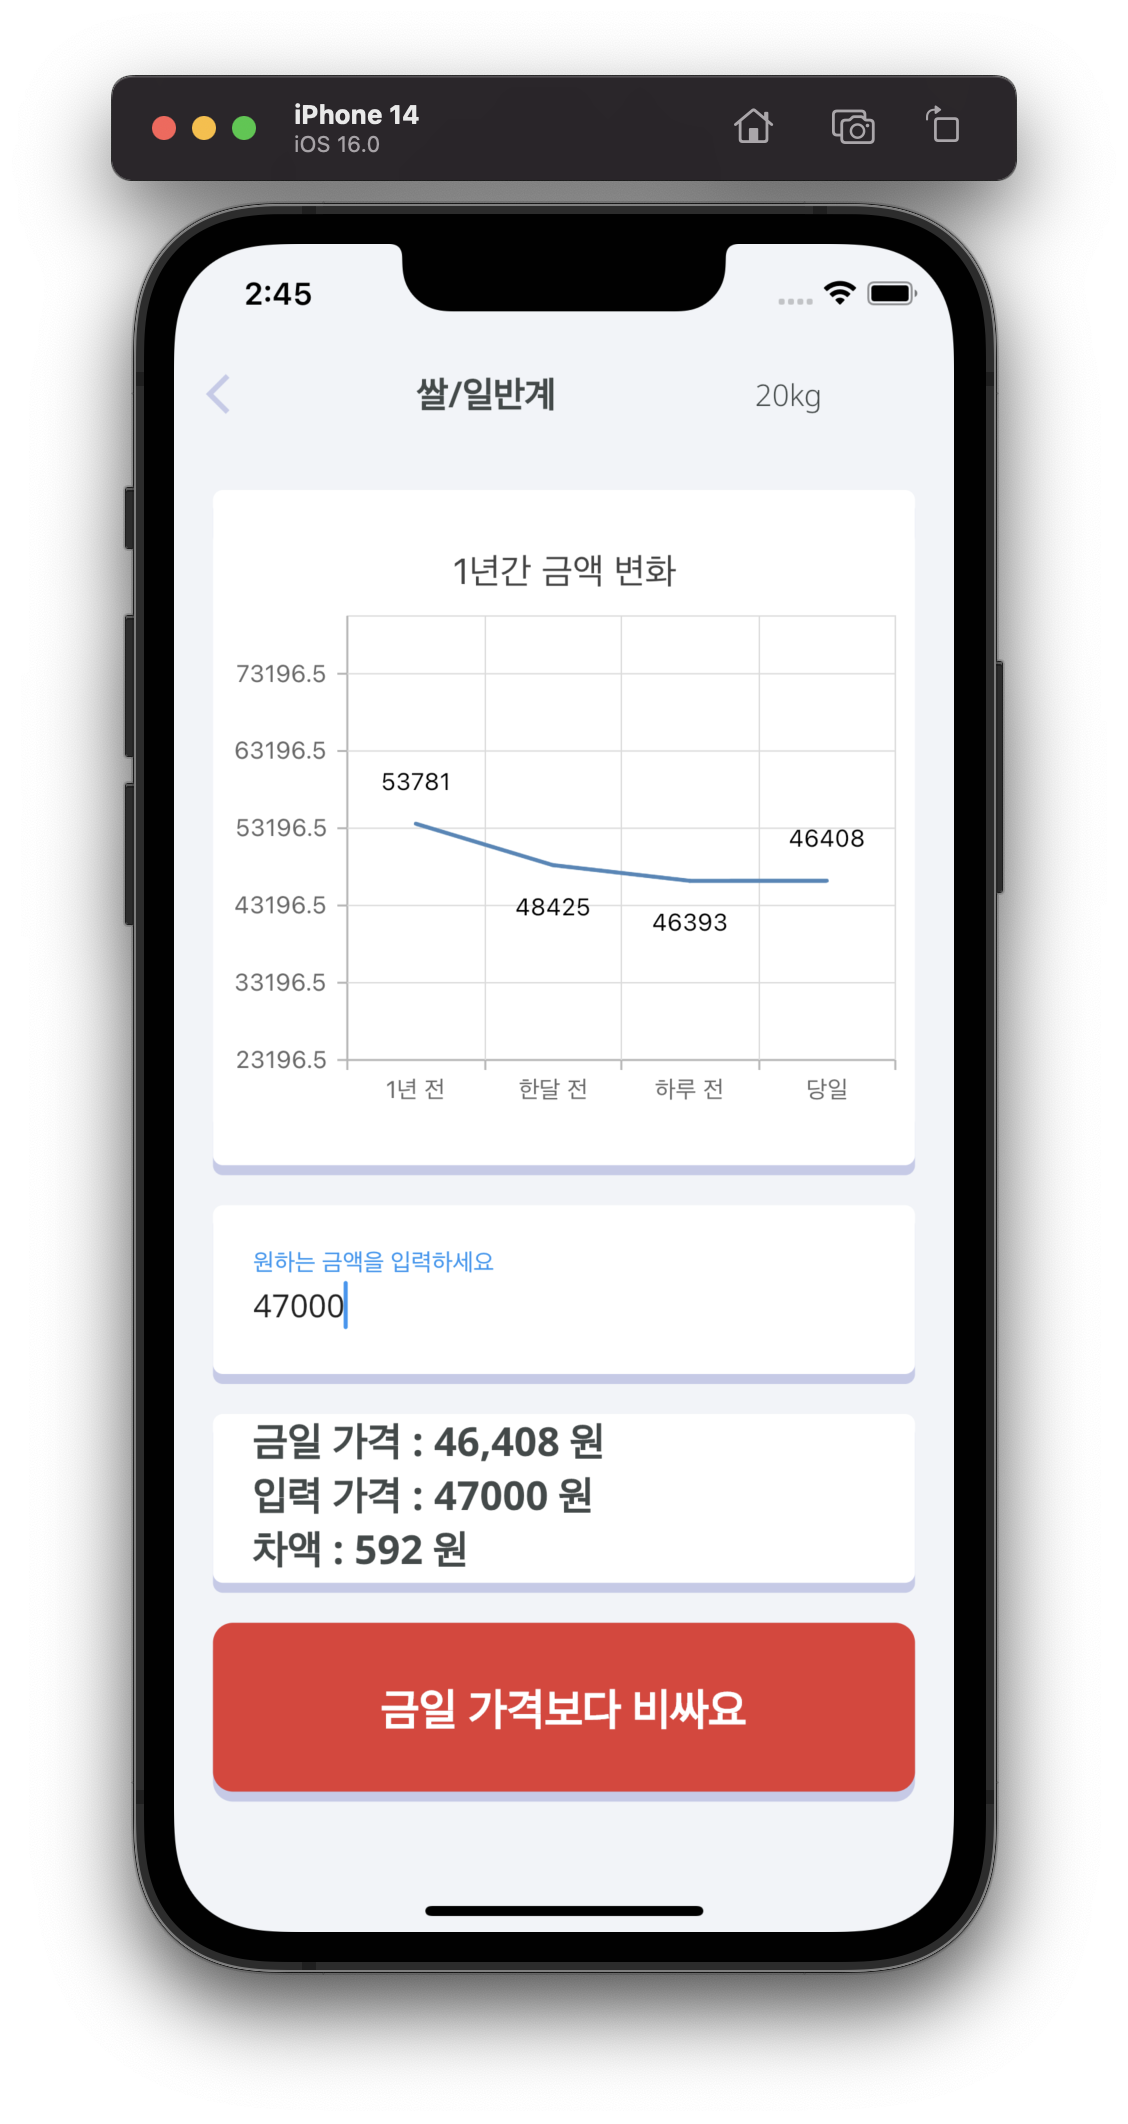 iPhone 14
iOS 16.0
2:45
쌀/일반계 20kg
1년간 금액 변화
73196.5
63196.5
53196.5
43196.5
33196.5
23196.5
53781
48425
46393
46408
1년 전 한달 전 하루 전 당일
원하는 금액을 입력하세요
47000
금일 가격 : 46,408 원
입력 가격 : 47000 원
차액 : 592 원
금일 가격보다 비싸요